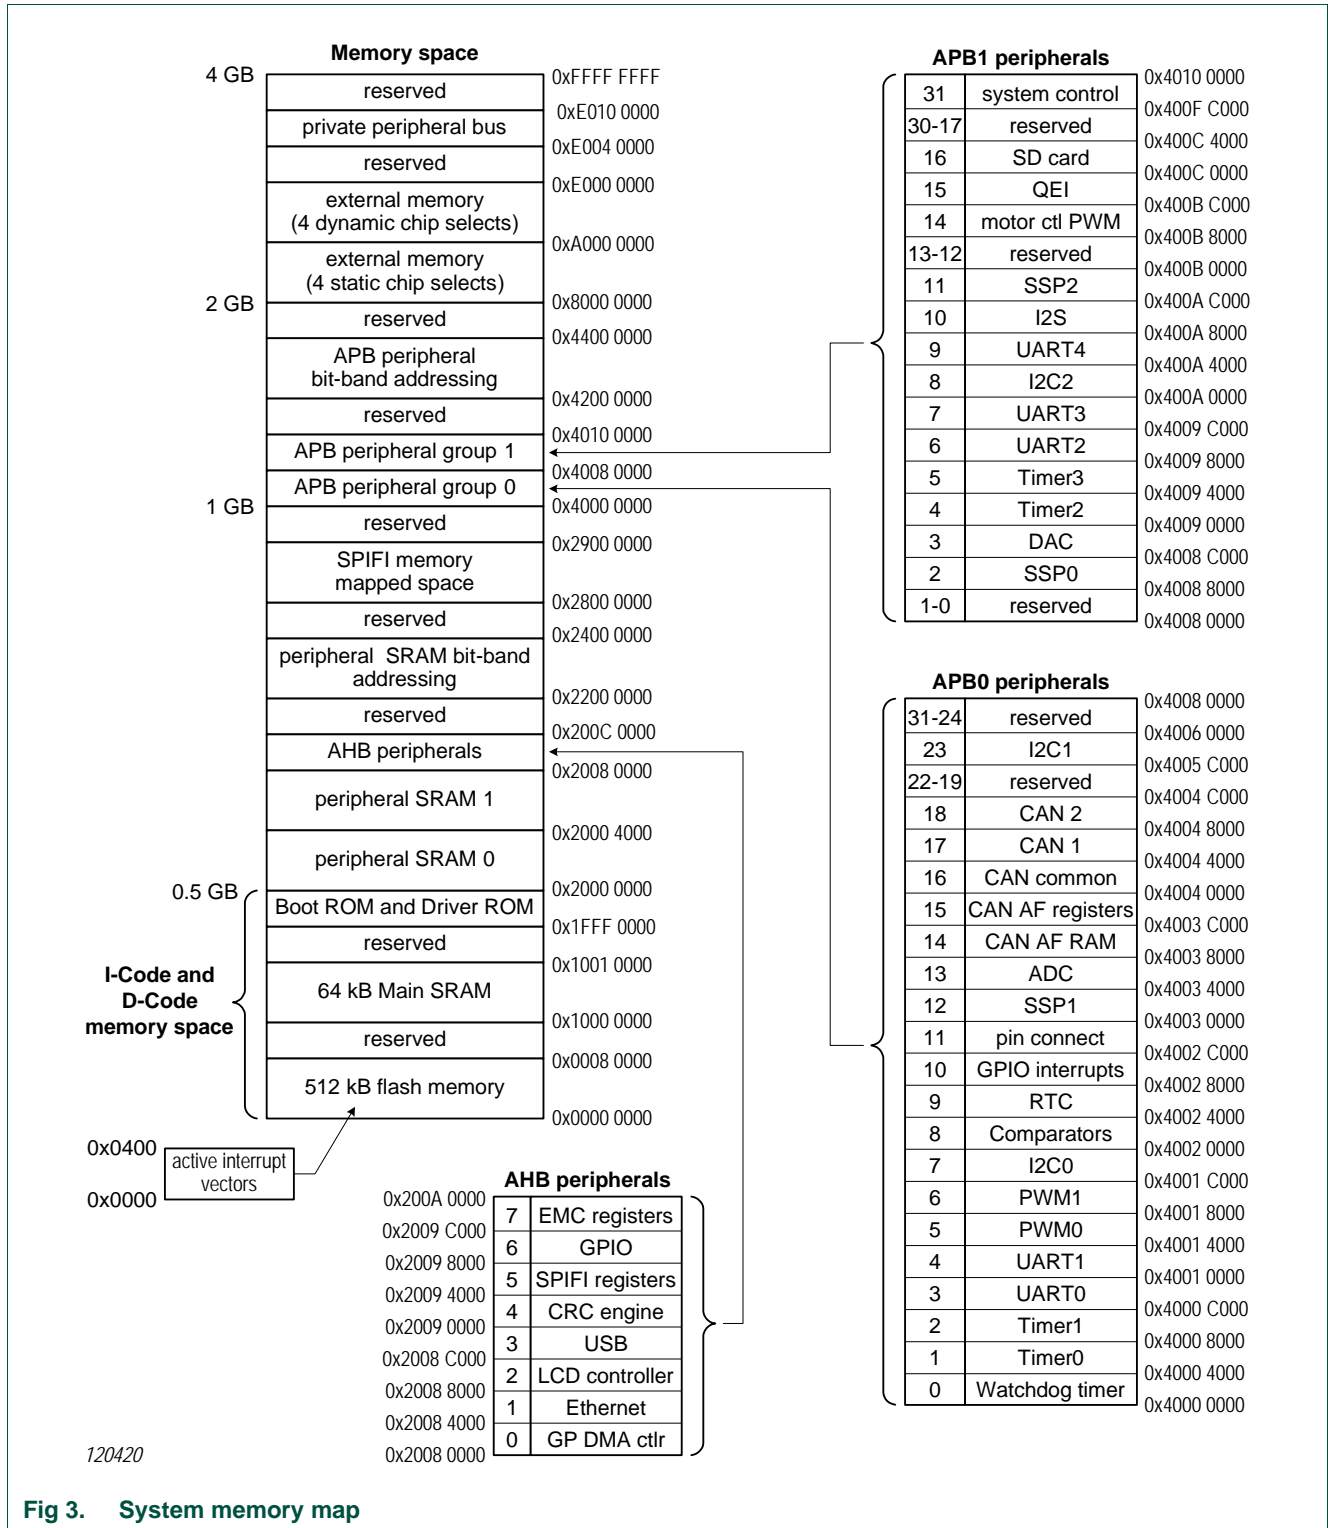 Memory space
4 GB
0xFFFF FFFF
reserved
0xE010 0000
private peripheral bus
0xE004 0000
reserved
0xE000 0000
external memory
(4 dynamic chip selects)
0xA000 0000
external memory
(4 static chip selects)
2 GB
0x8000 0000
reserved
0x4400 0000
APB peripheral
bit-band addressing
0x4200 0000
reserved
0x4010 0000
APB peripheral group 1
0x4008 0000
APB peripheral group 0
1 GB
0x4000 0000
reserved
0x2900 0000
SPIFI memory
mapped space
0x2800 0000
reserved
0x2400 0000
peripheral SRAM bit-band
addressing
0x2200 0000
reserved
0x200C 0000
AHB peripherals
0x2008 0000
peripheral SRAM 1
0x2000 4000
peripheral SRAM 0
0.5 GB
0x2000 0000
Boot ROM and Driver ROM
0x1FFF 0000
reserved
0x1001 0000
I-Code and
D-Code
memory space
64 kB Main SRAM
0x1000 0000
reserved
0x0008 0000
512 kB flash memory
0x0000 0000
0x0400
active interrupt
vectors
0x0000
APB1 peripherals
0x4010 0000
31 system control
0x400F C000
30-17 reserved
0x400C 4000
16 SD card
0x400C 0000
15 QEI
0x400B C000
14 motor ctl PWM
0x400B 8000
13-12 reserved
0x400B 0000
11 SSP2
0x400A C000
10 I2S
0x400A 8000
9 UART4
0x400A 4000
8 I2C2
0x400A 0000
7 UART3
0x4009 C000
6 UART2
0x4009 8000
5 Timer3
0x4009 4000
4 Timer2
0x4009 0000
3 DAC
0x4008 C000
2 SSP0
0x4008 8000
1-0 reserved
0x4008 0000
APB0 peripherals
0x4008 0000
31-24 reserved
0x4006 0000
23 I2C1
0x4005 C000
22-19 reserved
0x4004 C000
18 CAN 2
0x4004 8000
17 CAN 1
0x4004 4000
16 CAN common
0x4004 0000
15 CAN AF registers
0x4003 C000
14 CAN AF RAM
0x4003 8000
13 ADC
0x4003 4000
12 SSP1
0x4003 0000
11 pin connect
0x4002 C000
10 GPIO interrupts
0x4002 8000
9 RTC
0x4002 4000
8 Comparators
0x4002 0000
7 I2C0
0x4001 C000
6 PWM1
0x4001 8000
5 PWM0
0x4001 4000
4 UART1
0x4001 0000
3 UART0
0x4000 C000
2 Timer1
0x4000 8000
1 Timer0
0x4000 4000
0 Watchdog timer
0x4000 0000
AHB peripherals
0x200A 0000
7 EMC registers
0x2009 C000
6 GPIO
0x2009 8000
5 SPIFI registers
0x2009 4000
4 CRC engine
0x2009 0000
3 USB
0x2008 C000
2 LCD controller
0x2008 8000
1 Ethernet
0x2008 4000
0 GP DMA ctlr
0x2008 0000
120420
Fig 3. System memory map